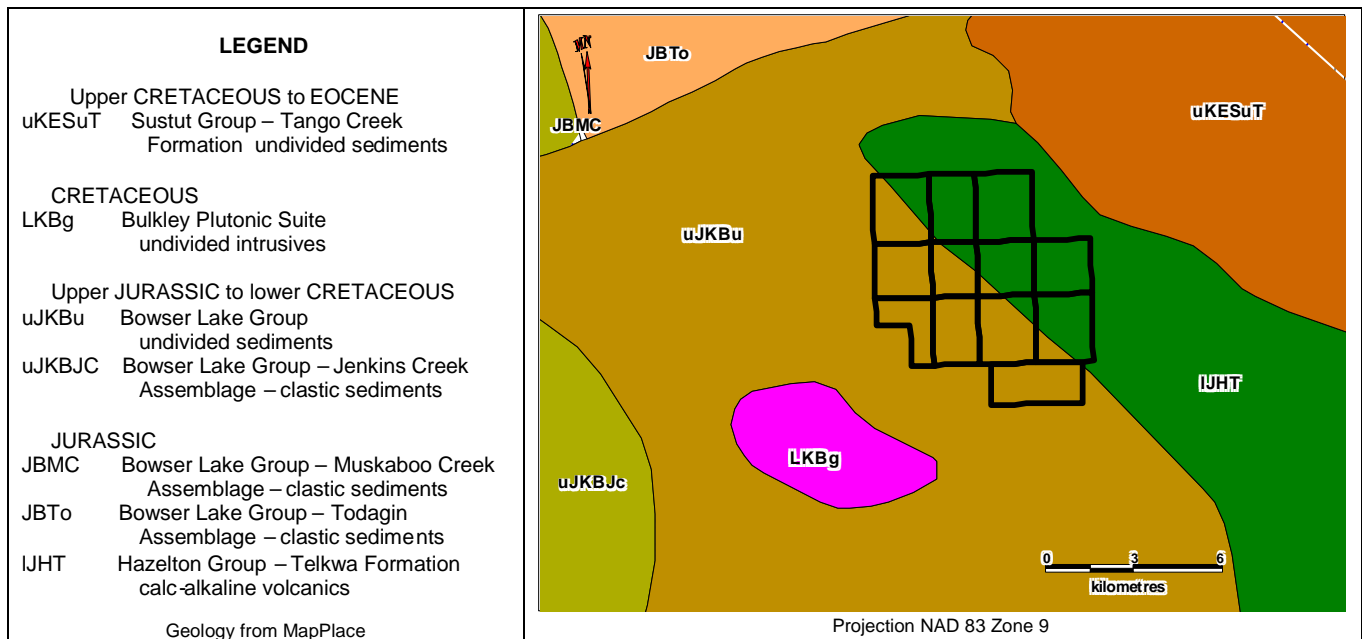 LEGEND
Upper CRETACEOUS to EOCENE
uKESuT Sustut Group – Tango Creek
Formation undivided sediments
CRETACEOUS
LKBg Bulkley Plutonic Suite
undivided intrusives
Upper JURASSIC to lower CRETACEOUS
uJKBu Bowser Lake Group
undivided sediments
uJKBJC Bowser Lake Group – Jenkins Creek
Assemblage – clastic sediments
JURASSIC
JBMC Bowser Lake Group – Muskaboo Creek
Assemblage – clastic sediments
JBTo Bowser Lake Group – Todagin
Assemblage – clastic sediments
lJHT Hazelton Group – Telkwa Formation
calc-alkaline volcanics
Geology from MapPlace
JBTo
JBMC
uKESuT
uJKBu
lJHT
LKBg
uJKBJc
0 3 6
kilometres
Projection NAD 83 Zone 9